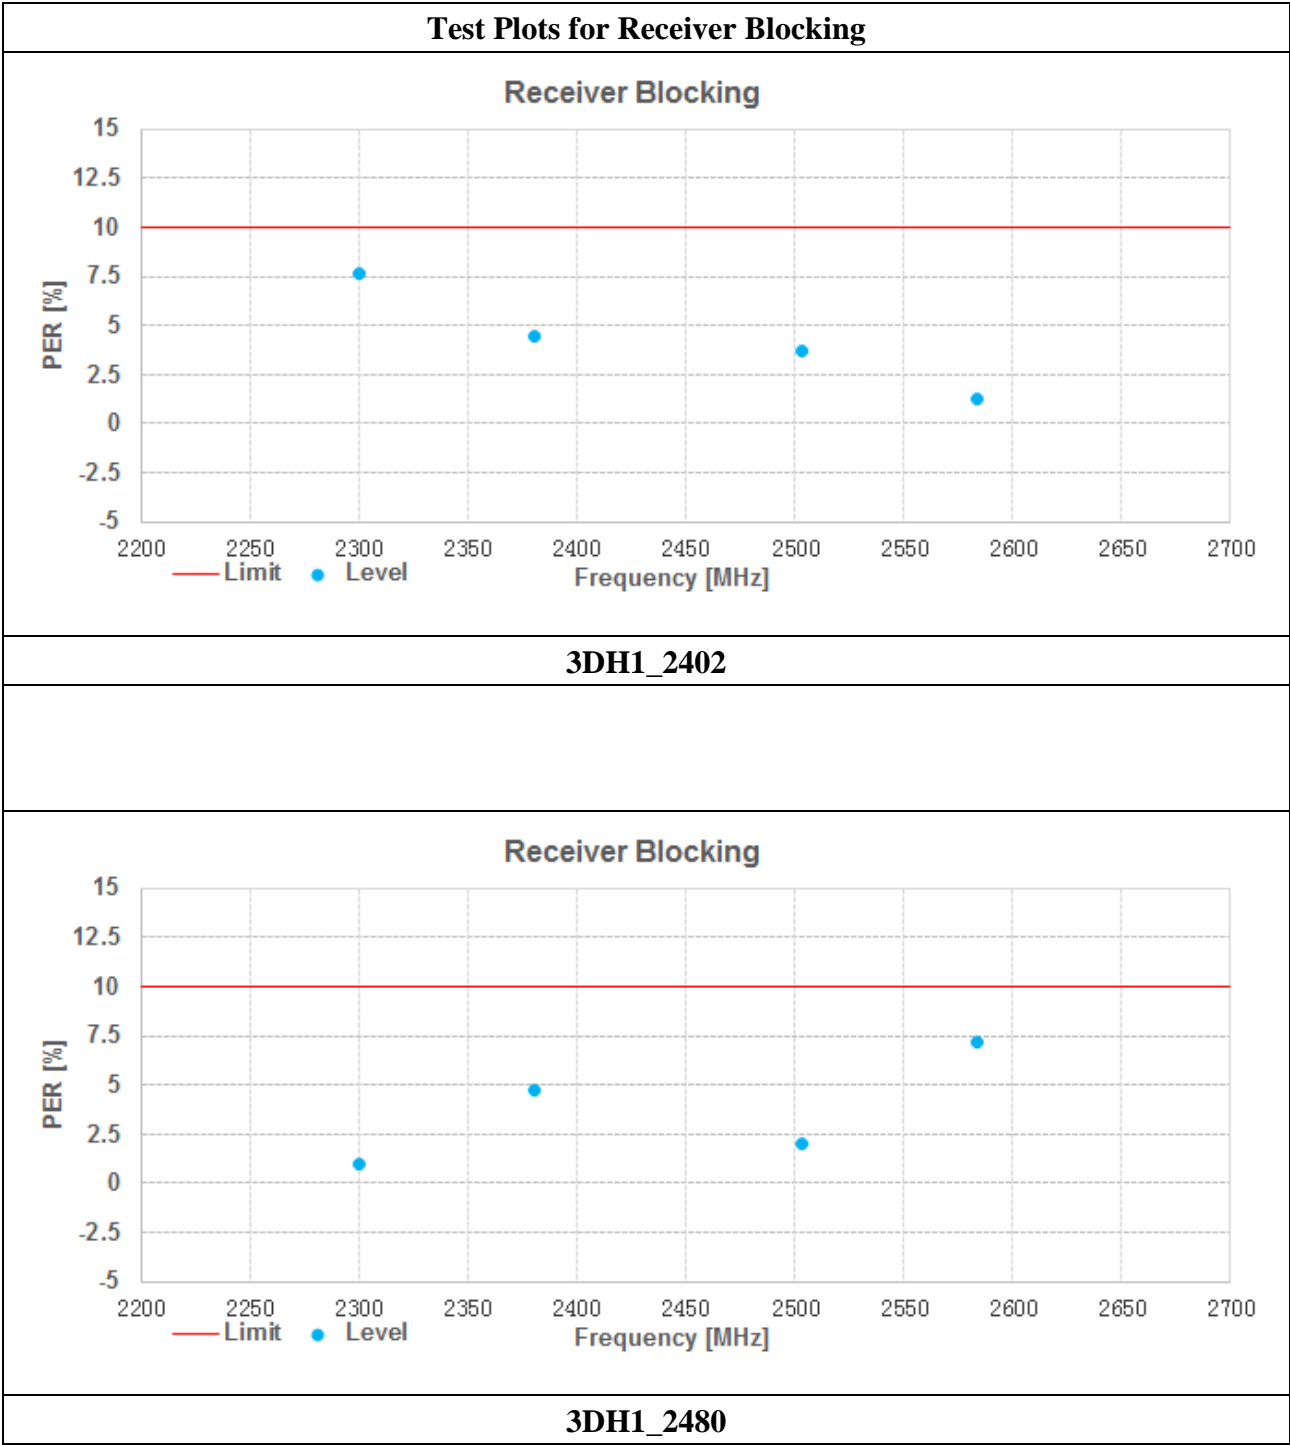 Test Plots for Receiver Blocking
Receiver Blocking
15
12.5
10
7.5
5
2.5
0
-2.5
-5
PER [%]
2200 2250 2300 2350 2400 2450 2500 2550 2600 2650 2700
Limit Level Frequency [MHz]
3DH1_2402
Receiver Blocking
15
12.5
10
7.5
5
2.5
0
-2.5
-5
PER [%]
2200 2250 2300 2350 2400 2450 2500 2550 2600 2650 2700
Limit Level Frequency [MHz]
3DH1_2480